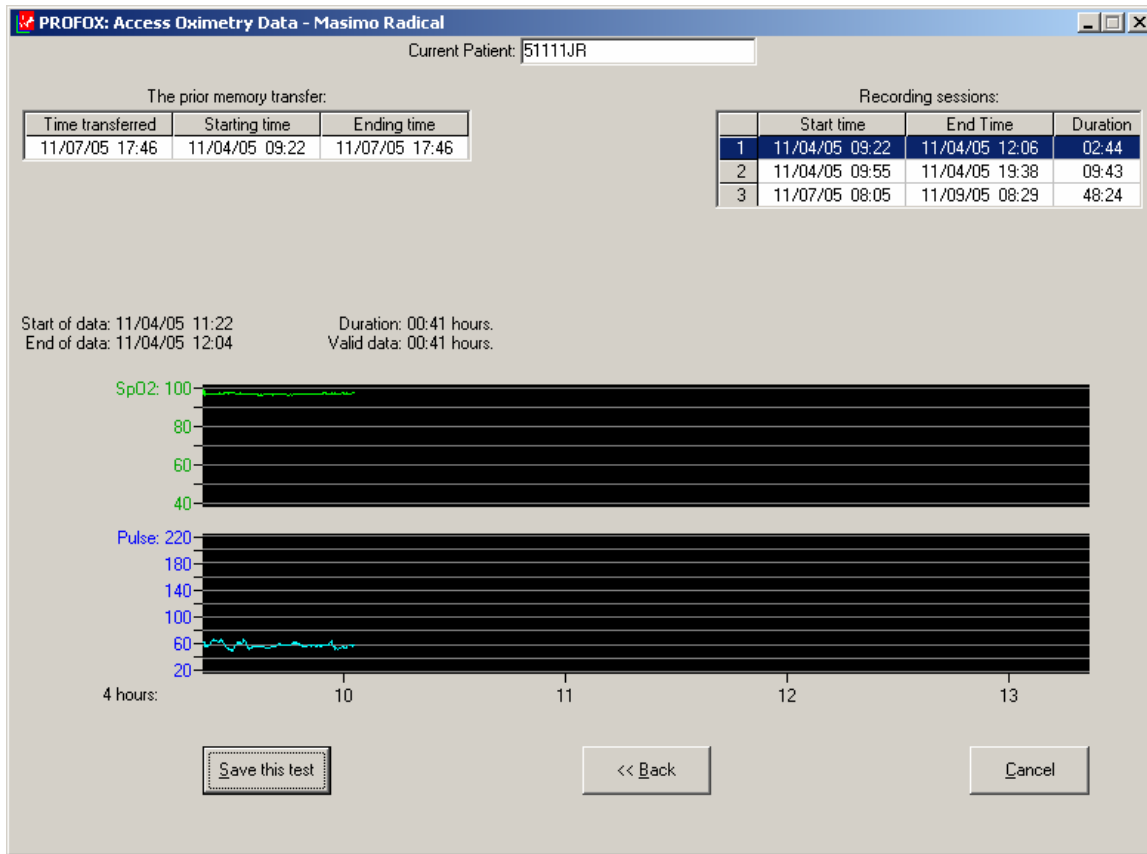 PROFOX: Access Oximetry Data - Masimo Radical
Current Patient: 51111JR
The prior memory transfer:
Time transferred Starting time Ending time
11/07/05 17:46 11/04/05 09:22 11/07/05 17:46
Recording sessions:
Start time End Time Duration
1 11/04/05 09:22 11/04/05 12:06 02:44
2 11/04/05 09:55 11/04/05 19:38 09:43
3 11/07/05 08:05 11/09/05 08:29 48:24
Start of data: 11/04/05 11:22 Duration: 00:41 hours.
End of data: 11/04/05 12:04 Valid data: 00:41 hours.
SpO2: 100
80
60
40
Pulse: 220
180
140
100
60
20
4 hours: 10 11 12 13
Save this test << Back Cancel